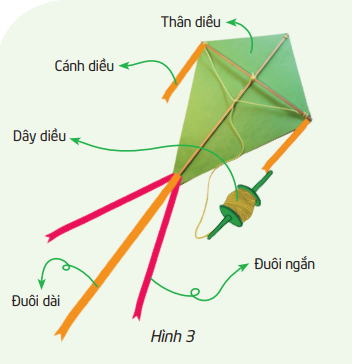 Thân diều
Cánh diều
Dây diều
Đuôi ngắn
Đuôi dài
Hình 3